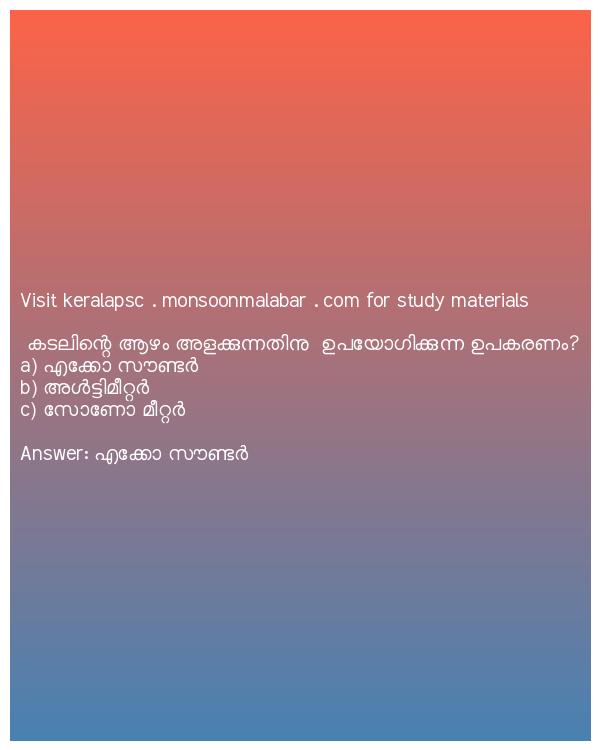 Visit keralapsc . monsoonmalabar . com for study materials
കടലിന്റെ ആഴം അളക്കുന്നതിനു ഉപയോഗിക്കുന്ന ഉപകരണം?
a) എക്കോ സൗണ്ടർ
b) അൾട്ടിമീറ്റർ
c) സോണോ മീറ്റർ
Answer: എക്കോ സൗണ്ടർ